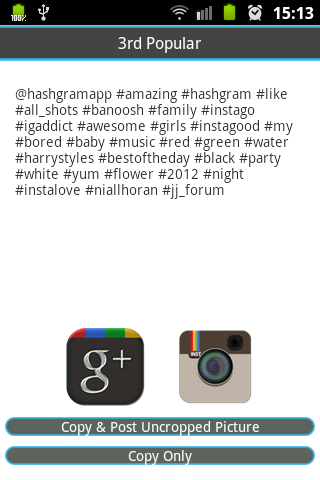 100%
15:13
3rd Popular
@hashgramapp #amazing #hashgram #like
#all_shots #banoosh #family #instago
#igaddict #awesome #girls #instagood #my
#bored #baby #music #red #green #water
#harrystyles #bestoftheday #black #party
#white #yum #flower #2012 #night
#instalove #niallhoran #jj_forum
g+
INST
Copy & Post Uncropped Picture
Copy Only